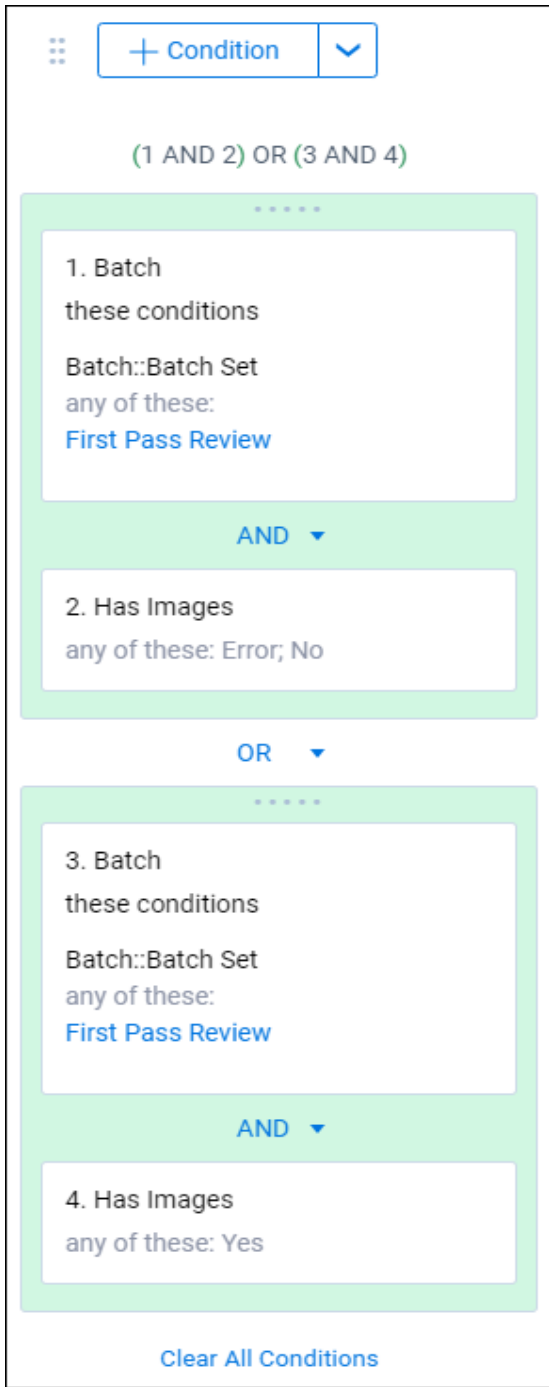 + Condition
(1 AND 2) OR (3 AND 4)
1. Batch
these conditions
Batch::Batch Set
any of these:
First Pass Review
AND
2. Has Images
any of these: Error; No
OR
3. Batch
these conditions
Batch::Batch Set
any of these:
First Pass Review
AND
4. Has Images
any of these: Yes
Clear All Conditions